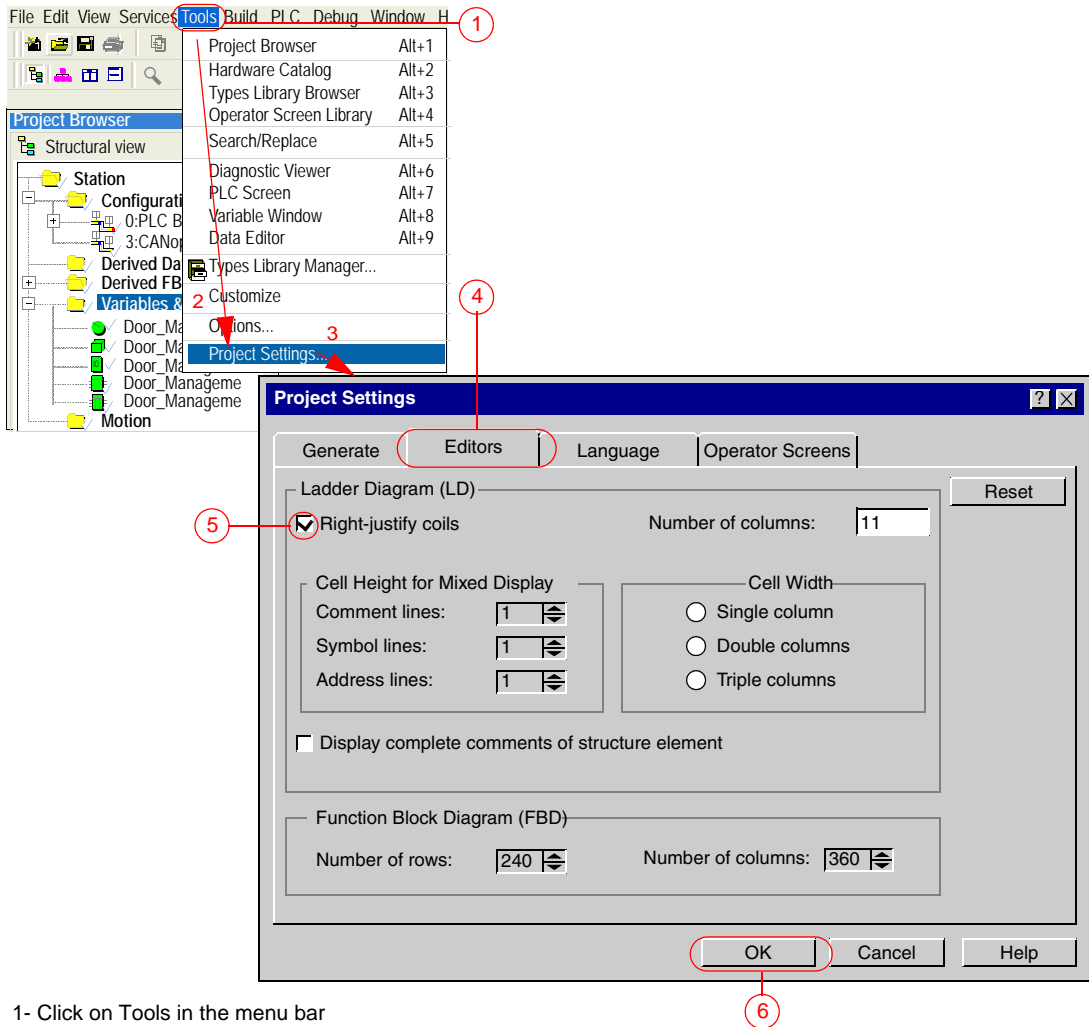 File Edit View Services Tools Build PLC Debug Window H
1
Project Browser Alt+1
Hardware Catalog Alt+2
Types Library Browser Alt+3
Operator Screen Library Alt+4
Search/Replace Alt+5
Diagnostic Viewer Alt+6
PLC Screen Alt+7
Variable Window Alt+8
Data Editor Alt+9
Types Library Manager...
2 Customize
Options...
3
Project Settings...
Project Browser
Structural view
Station
Configurati
0:PLC B
3:CANop
Derived Da
Derived FB
Variables &
Door_Ma
Door_Ma
Door_Ma
Door_Manageme
Door_Manageme
Motion
4
Project Settings
Generate Editors Language Operator Screens
Ladder Diagram (LD) Reset
5 Right-justify coils Number of columns: 11
Cell Height for Mixed Display Cell Width
Comment lines: 1 Single column
Symbol lines: 1 Double columns
Address lines: 1 Triple columns
Display complete comments of structure element
Function Block Diagram (FBD)
Number of rows: 240 Number of columns: 360
OK Cancel Help
6
1- Click on Tools in the menu bar